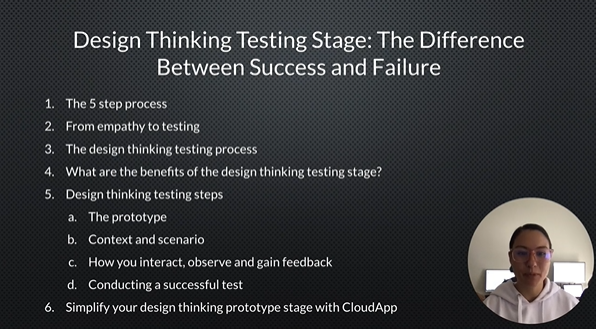 Design Thinking Testing Stage: The Difference
Between Success and Failure
1. The 5 step process
2. From empathy to testing
3. The design thinking testing process
4. What are the benefits of the design thinking testing stage?
5. Design thinking testing steps
a. The prototype
b. Context and scenario
c. How you interact, observe and gain feedback
d. Conducting a successful test
6. Simplify your design thinking prototype stage with CloudApp